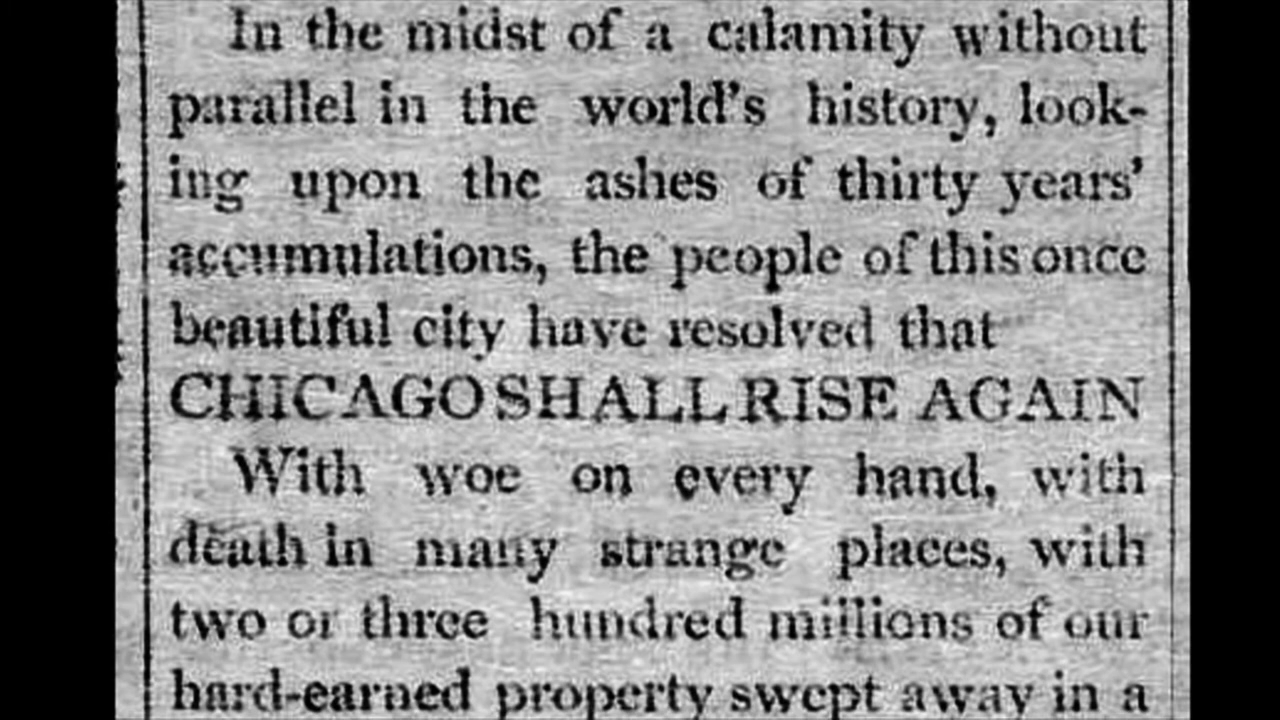 In the midst of a calamity without
parallel in the world's history, look-
ing upon the ashes of thirty years'
accumulations, the people of this once
beautiful city have resolved that
CHICAGO SHALL RISE AGAIN
With woe on every hand, with
death in many strange places, with
two or three hundred millions of our
hard-earned property swept away in a